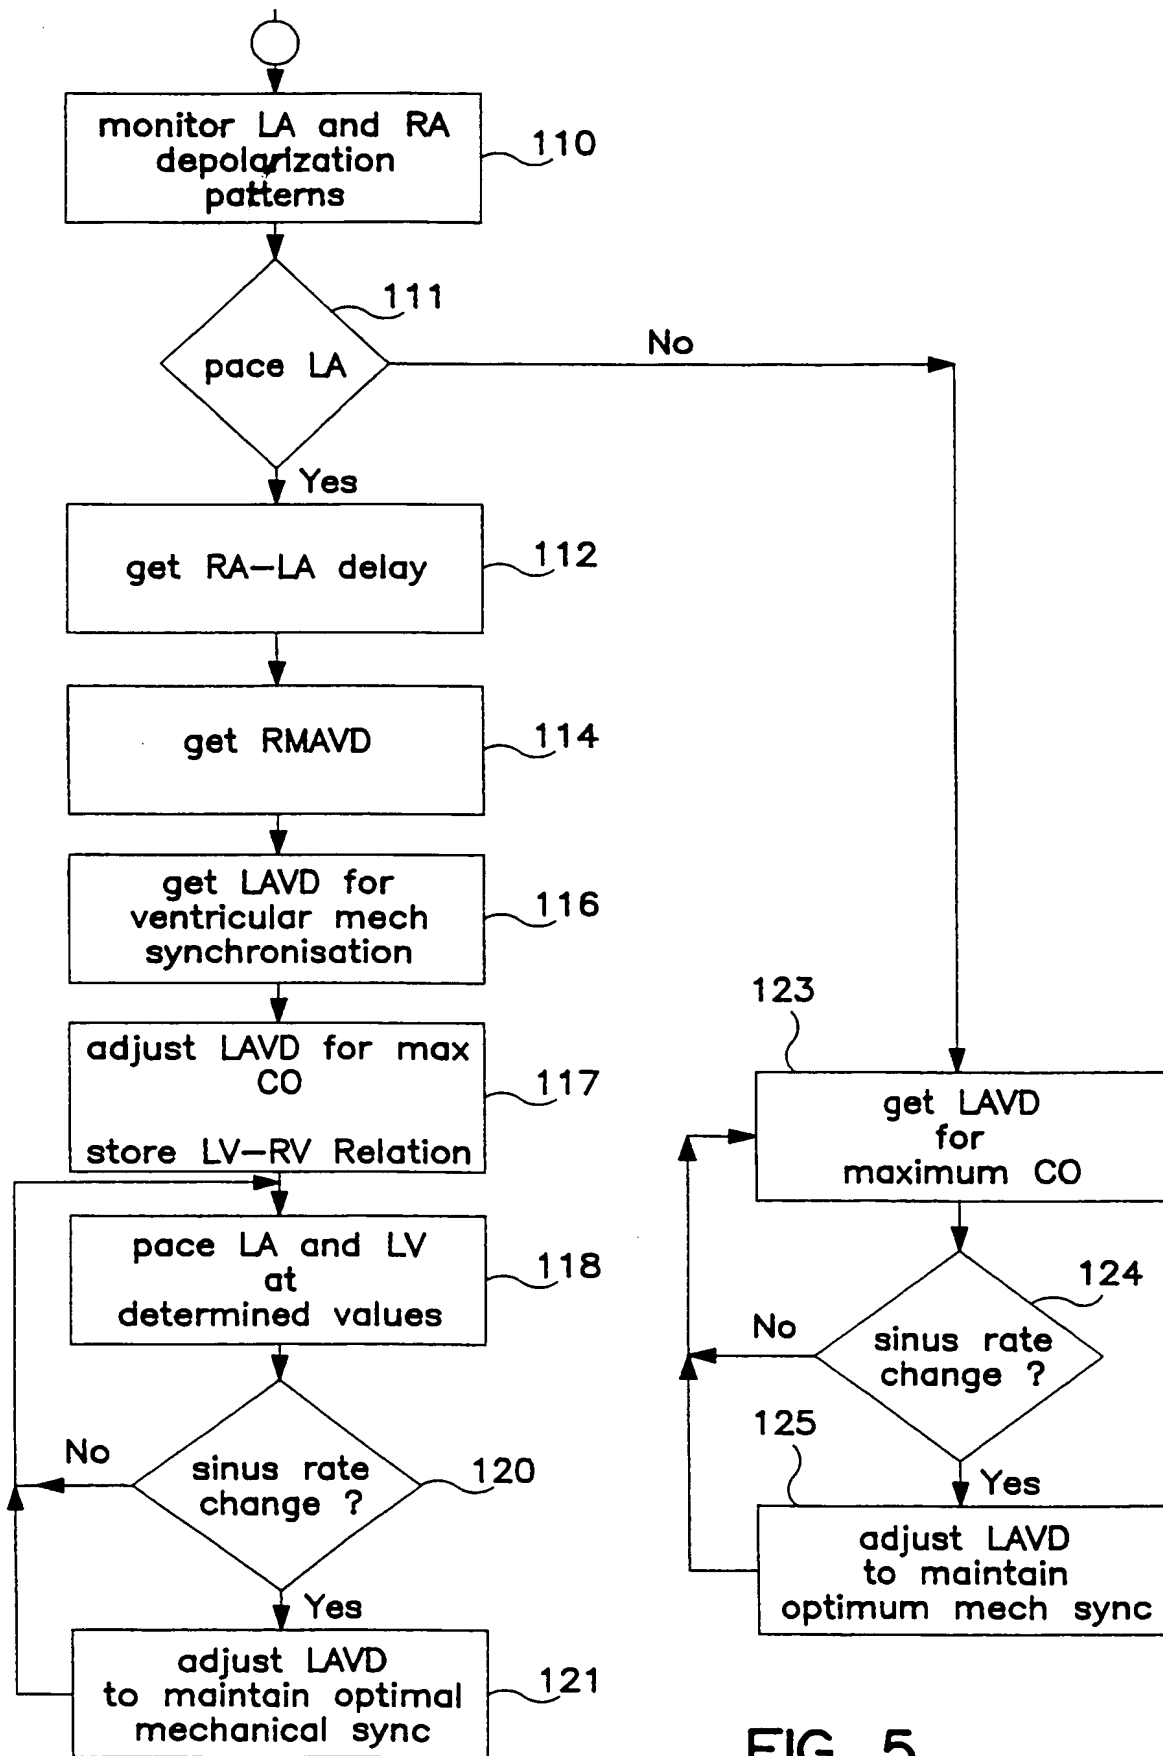 monitor LA and RA
depolarization
patterns
110
111
pace LA
No
Yes
get RA-LA delay
112
get RMAVD
114
get LAVD for
ventricular mech
synchronisation
116
adjust LAVD for max
CO
store LV-RV Relation
117
pace LA and LV
at
determined values
118
No
sinus rate
change ?
120
Yes
adjust LAVD
to maintain optimal
mechanical sync
121
123
get LAVD
for
maximum CO
124
No
sinus rate
change ?
125
Yes
adjust LAVD
to maintain
optimum mech sync
FIG. 5